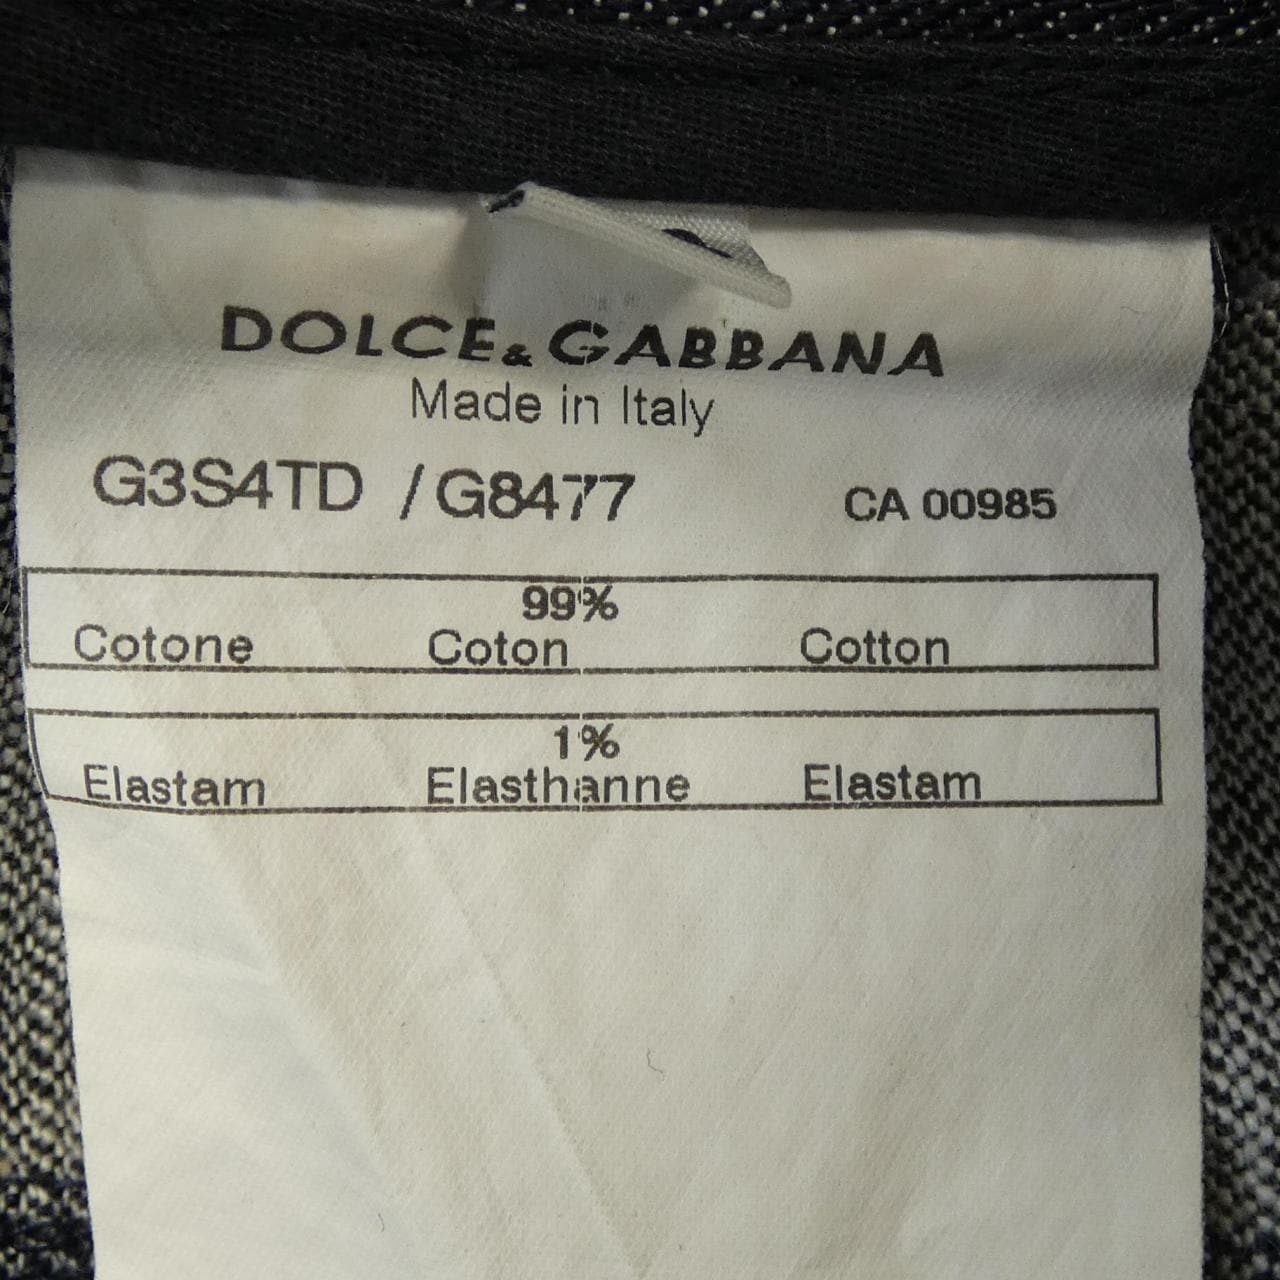 DOLCE & GABBANA
Made in Italy
G3S4TD / G8477 CA 00985
99%
Cotone Coton Cotton
1%
Elastam Elasthanne Elastam